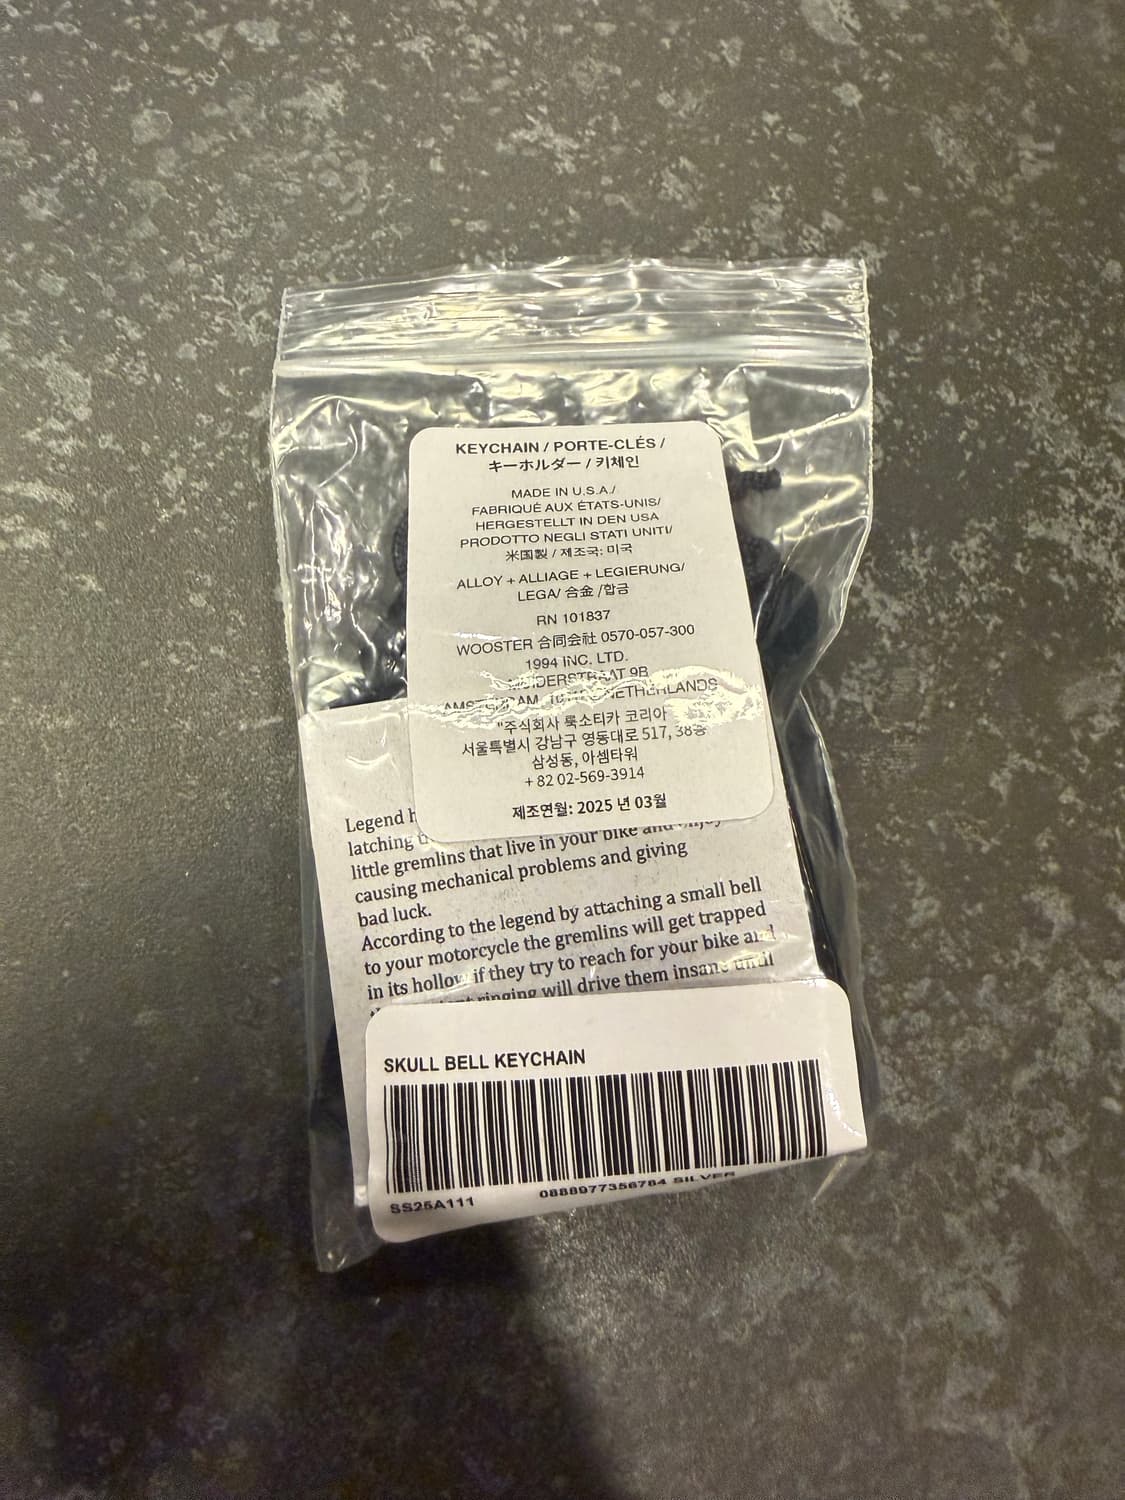 KEYCHAIN / PORTE-CLÉS /
キーホルダー / 키체인
MADE IN U.S.A./
FABRIQUÉ AUX ÉTATS-UNIS/
HERGESTELLT IN DEN USA
PRODOTTO NEGLI STATI UNITI/
米国製 / 제조국: 미국
ALLOY + ALLIAGE + LEGIERUNG/
LEGA/ 合金 /합금
RN 101837
WOOSTER 合同会社 0570-057-300
1994 INC. LTD.
9B
NETHERLANDS
"주식회사 룩소티카 코리아
서울특별시 강남구 영동대로 517, 38층
삼성동, 아셈타워
+ 82 02-569-3914
제조연월: 2025 년 03월
Legend
latching
little gremlins that live in your bike and enjoy
causing mechanical problems and giving
bad luck.
According to the legend by attaching a small bell
to your motorcycle the gremlins will get trapped
in its hollow if they try to reach for your bike and
ringing will drive them insane until
SKULL BELL KEYCHAIN
SS25A111 0888977356784 SILVER